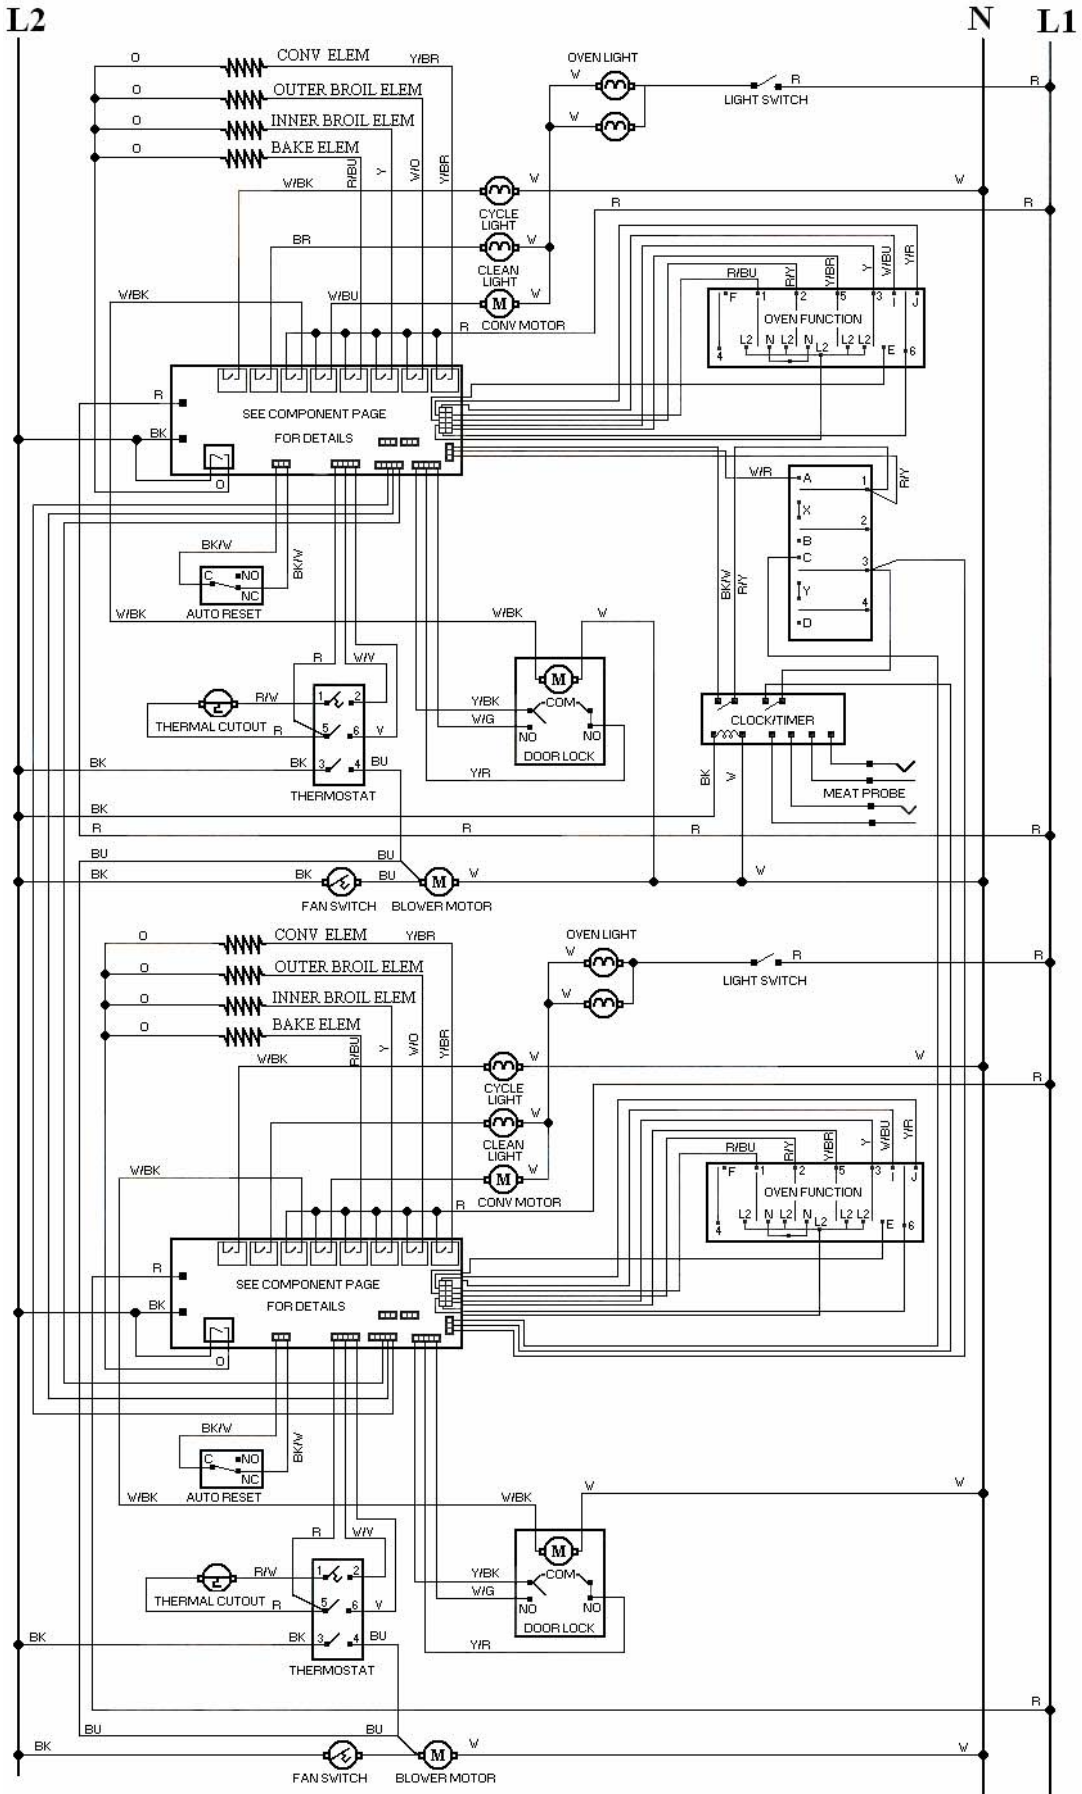 L2
N
L1
O
CONV ELEM
Y/BR
OVEN LIGHT
W
R
R
LIGHT SWITCH
O
OUTER BROIL ELEM
O
INNER BROIL ELEM
W
O
BAKE ELEM
R/BU
Y
W/O
Y/BR
W/BK
W
W
CYCLE LIGHT
R
R
BR
W
CLEAN LIGHT
W/BK
W/BU
W
CONV MOTOR
R
R/BU
R/Y
Y/BR
Y
W/BU
Y/R
F
1
2
5
3
I
J
OVEN FUNCTION
L2
N
L2
N
L2
L2
L2
E
6
4
R
SEE COMPONENT PAGE
BK
FOR DETAILS
O
W/R
R/Y
A
1
X
2
B
C
3
Y
4
D
BK/W
BK/W
C
NO
NC
AUTO RESET
BK/W
R/Y
W/BK
W/BK
W
R
W/V
R/W
1
2
THERMAL CUTOUT
R
5
6
V
BK
BK
3
4
BU
THERMOSTAT
M
Y/BK
COM
W/G
NO
NO
DOOR LOCK
Y/R
CLOCK/TIMER
BK
W
MEAT PROBE
BK
R
R
R
R
BU
BU
BK
BK
BU
M
W
W
FAN SWITCH
BLOWER MOTOR
O
CONV ELEM
Y/BR
OVEN LIGHT
W
R
R
LIGHT SWITCH
O
OUTER BROIL ELEM
O
INNER BROIL ELEM
W
O
BAKE ELEM
R/BU
Y
W/O
Y/BR
W/BK
W
W
CYCLE LIGHT
R
W
CLEAN LIGHT
W/BK
M
W
CONV MOTOR
R
R/BU
R/Y
Y/BR
Y
W/BU
Y/R
F
1
2
5
3
I
J
OVEN FUNCTION
L2
N
L2
N
L2
L2
L2
E
6
4
R
SEE COMPONENT PAGE
BK
FOR DETAILS
O
BK/W
BK/W
C
NO
NC
AUTO RESET
W/BK
W/BK
W
W
R
W/V
R/W
1
2
THERMAL CUTOUT
R
5
6
V
BK
BK
3
4
BU
THERMOSTAT
M
Y/BK
COM
W/G
NO
NO
DOOR LOCK
Y/R
R
BU
BU
BK
M
W
W
FAN SWITCH
BLOWER MOTOR